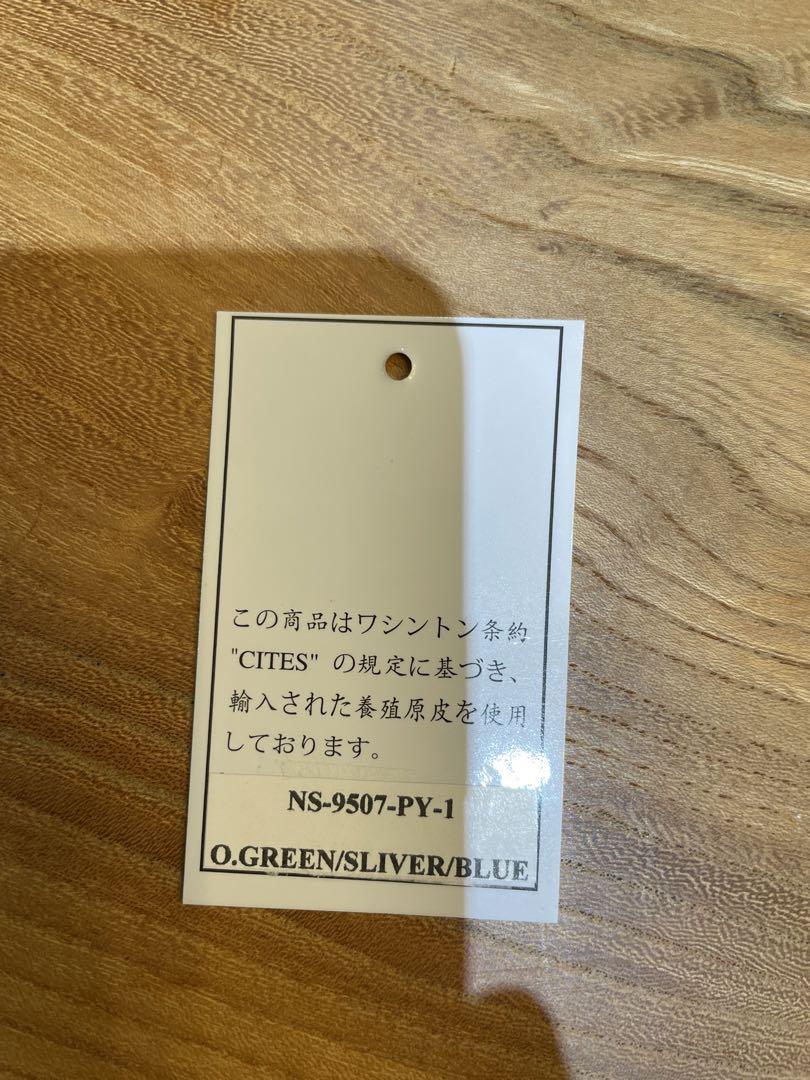 この商品はワシントン条約
"CITES" の規定に基づき、
輸入された養殖原皮を使用
しております。
NS-9507-PY-1
O.GREEN/SLIVER/BLUE